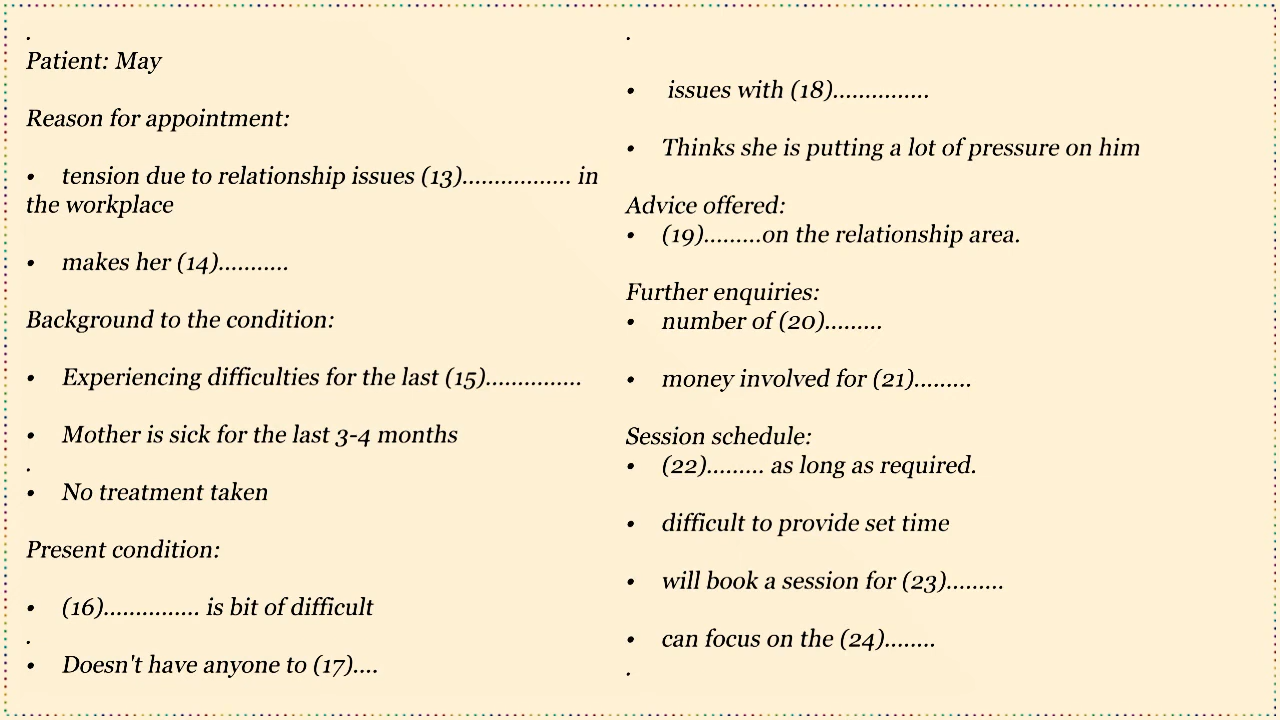 .
Patient: May
Reason for appointment:
• tension due to relationship issues (13)................. in
the workplace
• makes her (14)...........
Background to the condition:
• Experiencing difficulties for the last (15)...............
• Mother is sick for the last 3-4 months
.
• No treatment taken
Present condition:
• (16)............... is bit of difficult
.
• Doesn't have anyone to (17)....
.
• issues with (18)...............
• Thinks she is putting a lot of pressure on him
Advice offered:
• (19).........on the relationship area.
Further enquiries:
• number of (20).........
• money involved for (21).........
Session schedule:
• (22)......... as long as required.
• difficult to provide set time
• will book a session for (23).........
• can focus on the (24)........
.